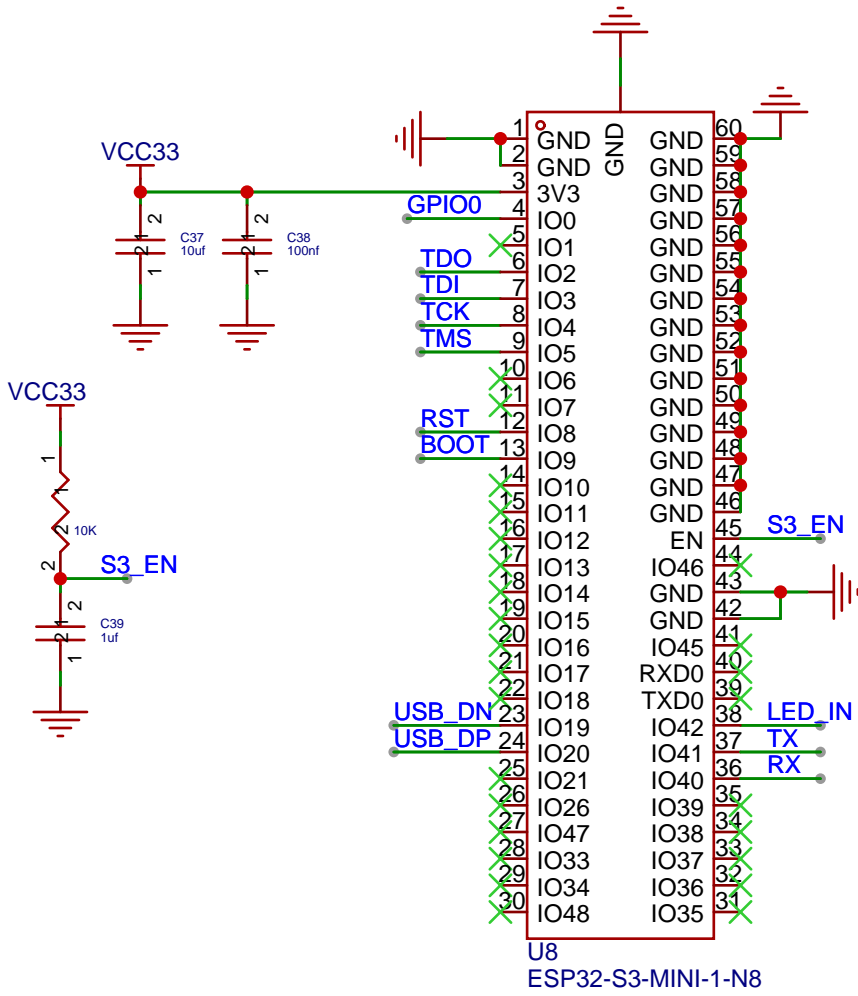 VCC33
2
1
2
1
C37
10uf
2
1
2
1
C38
100nf
VCC33
1
1
2
2
10K
S3_EN
2
1
2
1
C39
1uf
GPIO0
TDO
TDI
TCK
TMS
RST
BOOT
USB_DN
USB_DP
GND
1 GND GND 60
2 GND GND 59
3 3V3 GND 58
4 IO0 GND 57
5 IO1 GND 56
6 IO2 GND 55
7 IO3 GND 54
8 IO4 GND 53
9 IO5 GND 52
10 IO6 GND 51
11 IO7 GND 50
12 IO8 GND 49
13 IO9 GND 48
14 IO10 GND 47
15 IO11 GND 46
16 IO12 EN 45 S3_EN
17 IO13 IO46 44
18 IO14 GND 43
19 IO15 GND 42
20 IO16 IO45 41
21 IO17 RXD0 40
22 IO18 TXD0 39
23 IO19 IO42 38 LED_IN
24 IO20 IO41 37 TX
25 IO21 IO40 36 RX
26 IO26 IO39 35
27 IO47 IO38 34
28 IO33 IO37 33
29 IO34 IO36 32
30 IO48 IO35 31
U8
ESP32-S3-MINI-1-N8